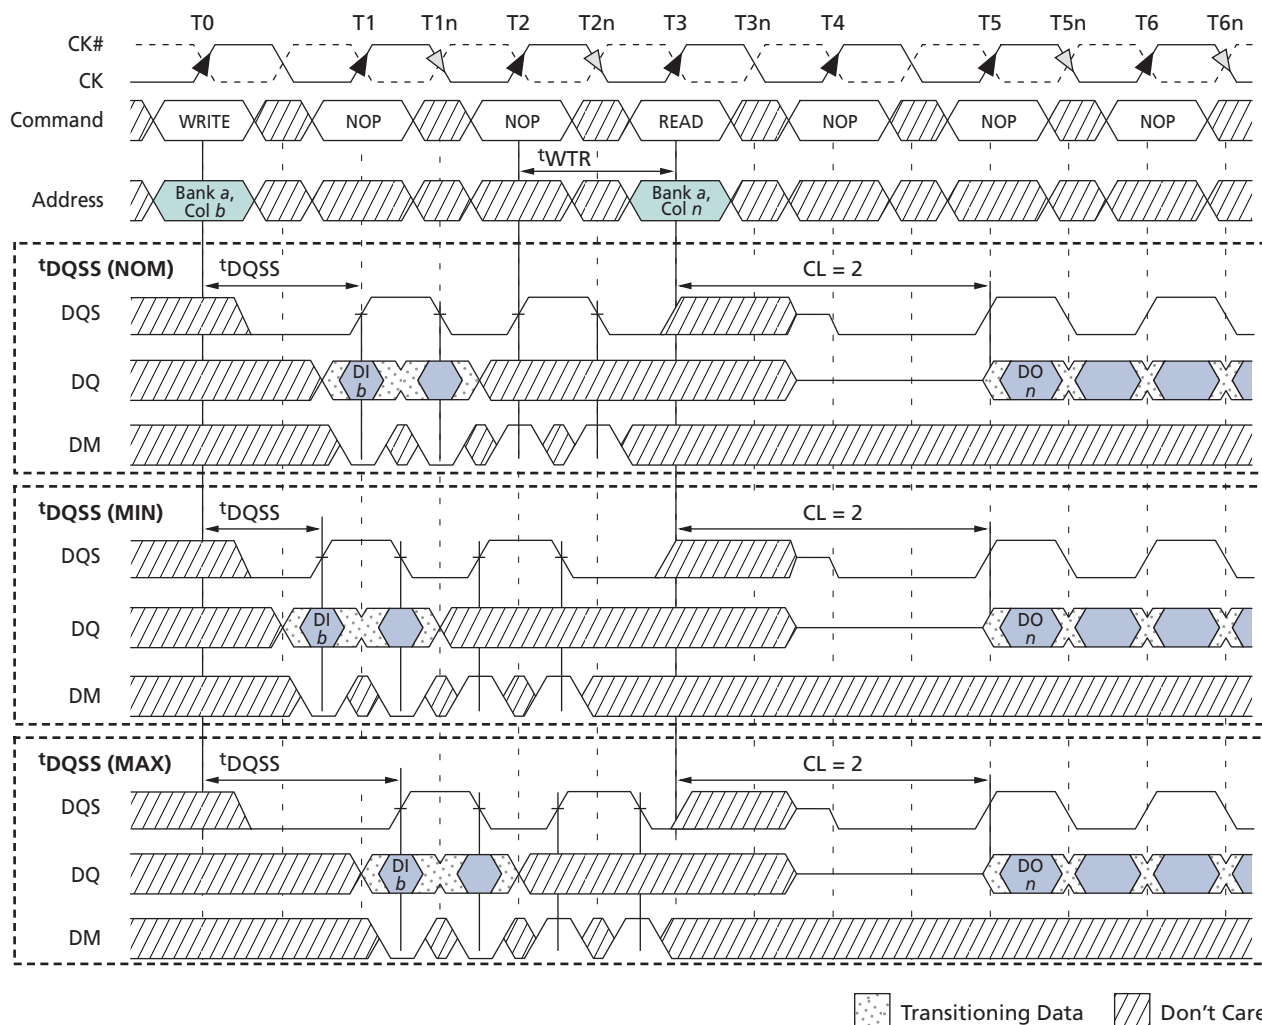 T0 T1 T1n T2 T2n T3 T3n T4 T5 T5n T6 T6n
CK#
CK
Command WRITE NOP NOP READ NOP NOP NOP
tWTR
Address Bank a, Col b Bank a, Col n
tDQSS (NOM) tDQSS CL = 2
DQS
DQ DI b DO n
DM
tDQSS (MIN) tDQSS CL = 2
DQS
DQ DI b DO n
DM
tDQSS (MAX) tDQSS CL = 2
DQS
DQ DI b DO n
DM
Transitioning Data Don't Care